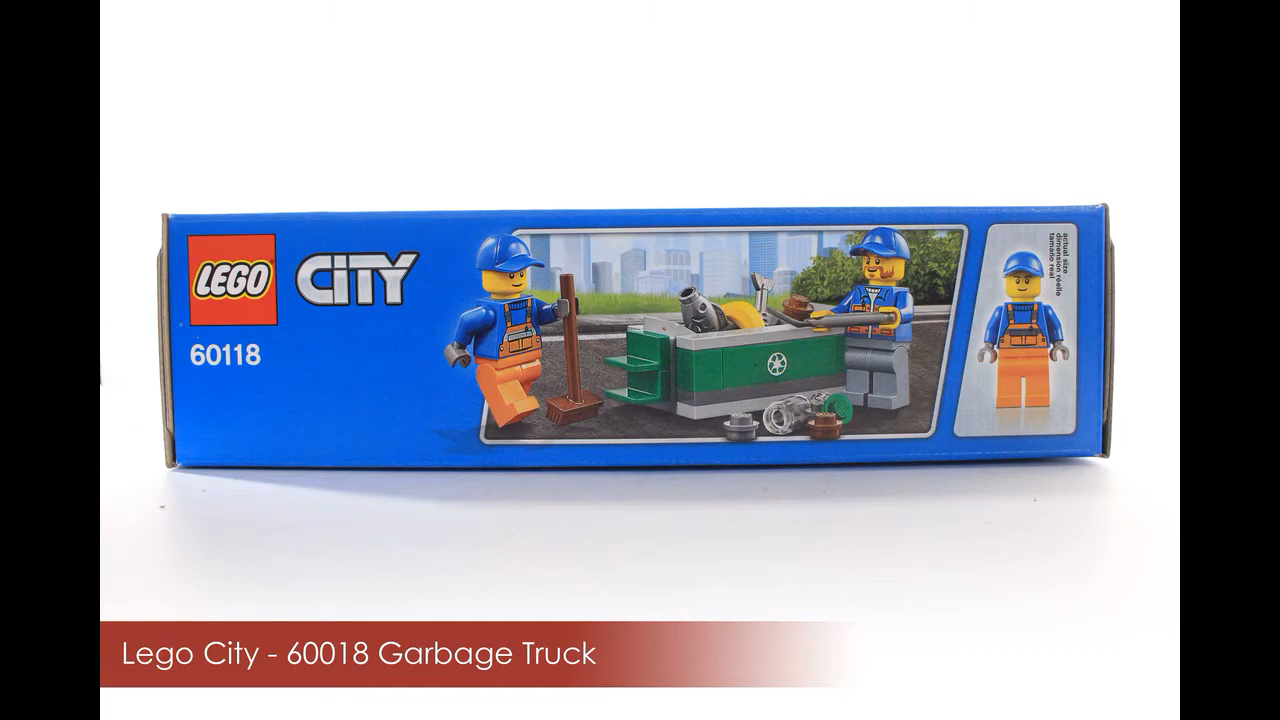 LEGO CITY
60118
actual size
dimension réelle
tamaño real
Lego City - 60018 Garbage Truck